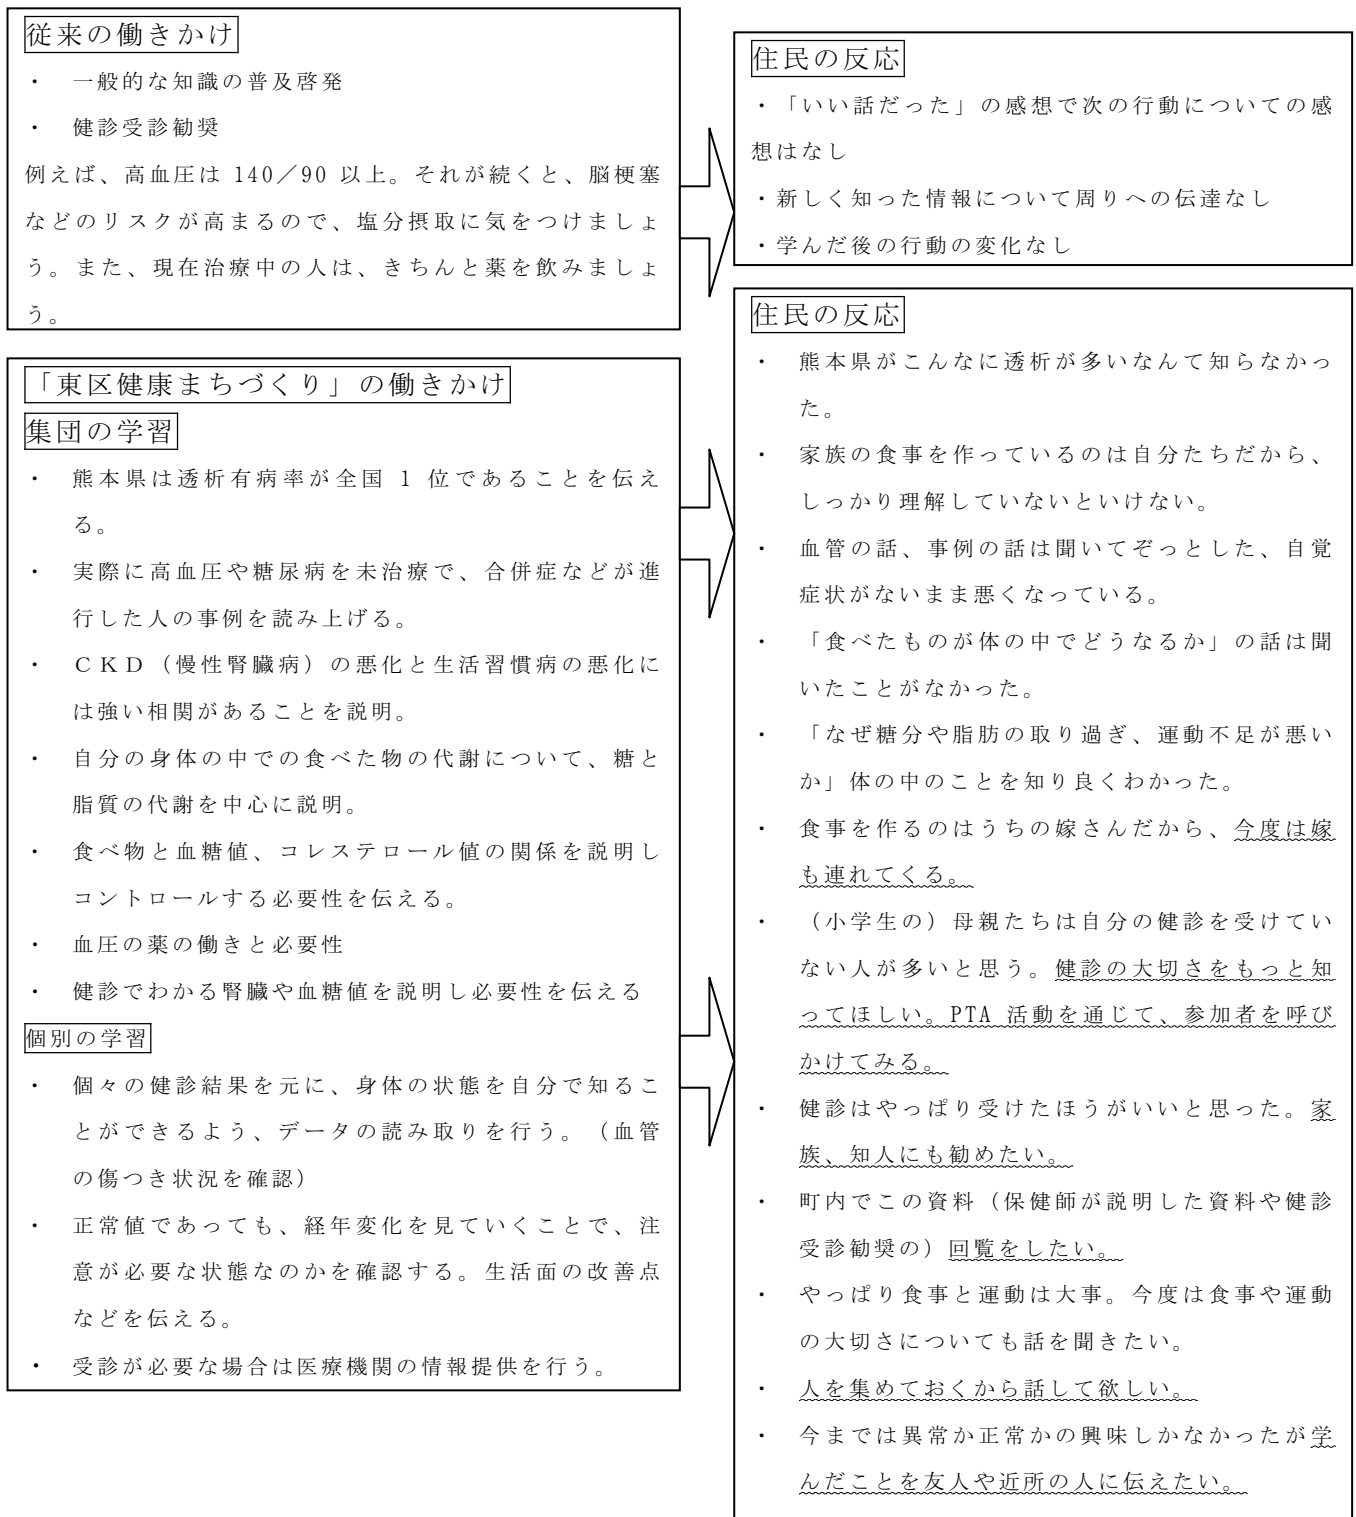 従来の働きかけ
・ 一般的な知識の普及啓発
・ 健診受診勧奨
例えば、高血圧は 140／90 以上。それが続くと、脳梗塞
などのリスクが高まるので、塩分摂取に気をつけましょ
う。また、現在治療中の人は、きちんと薬を飲みましょ
う。
住民の反応
・「いい話だった」の感想で次の行動についての感
想はなし
・新しく知った情報について周りへの伝達なし
・学んだ後の行動の変化なし
「東区健康まちづくり」の働きかけ
集団の学習
・ 熊本県は透析有病率が全国 1 位であることを伝え
る。
・ 実際に高血圧や糖尿病を未治療で、合併症などが進
行した人の事例を読み上げる。
・ ＣＫＤ（慢性腎臓病）の悪化と生活習慣病の悪化に
は強い相関があることを説明。
・ 自分の身体の中での食べた物の代謝について、糖と
脂質の代謝を中心に説明。
・ 食べ物と血糖値、コレステロール値の関係を説明し
コントロールする必要性を伝える。
・ 血圧の薬の働きと必要性
・ 健診でわかる腎臓や血糖値を説明し必要性を伝える
個別の学習
・ 個々の健診結果を元に、身体の状態を自分で知るこ
とができるよう、データの読み取りを行う。（血管
の傷つき状況を確認）
・ 正常値であっても、経年変化を見ていくことで、注
意が必要な状態なのかを確認する。生活面の改善点
などを伝える。
・ 受診が必要な場合は医療機関の情報提供を行う。
住民の反応
・ 熊本県がこんなに透析が多いなんて知らなかっ
た。
・ 家族の食事を作っているのは自分たちだから、
しっかり理解していないといけない。
・ 血管の話、事例の話は聞いてぞっとした、自覚
症状がないまま悪くなっている。
・ 「食べたものが体の中でどうなるか」の話は聞
いたことがなかった。
・ 「なぜ糖分や脂肪の取り過ぎ、運動不足が悪い
か」体の中のことを知り良くわかった。
・ 食事を作るのはうちの嫁さんだから、今度は嫁
も連れてくる。
・ （小学生の）母親たちは自分の健診を受けてい
ない人が多いと思う。健診の大切さをもっと知
ってほしい。PTA 活動を通じて、参加者を呼び
かけてみる。
・ 健診はやっぱり受けたほうがいいと思った。家
族、知人にも勧めたい。
・ 町内でこの資料（保健師が説明した資料や健診
受診勧奨の）回覧をしたい。
・ やっぱり食事と運動は大事。今度は食事や運動
の大切さについても話を聞きたい。
・ 人を集めておくから話して欲しい。
・ 今までは異常か正常かの興味しかなかったが学
んだことを友人や近所の人に伝えたい。